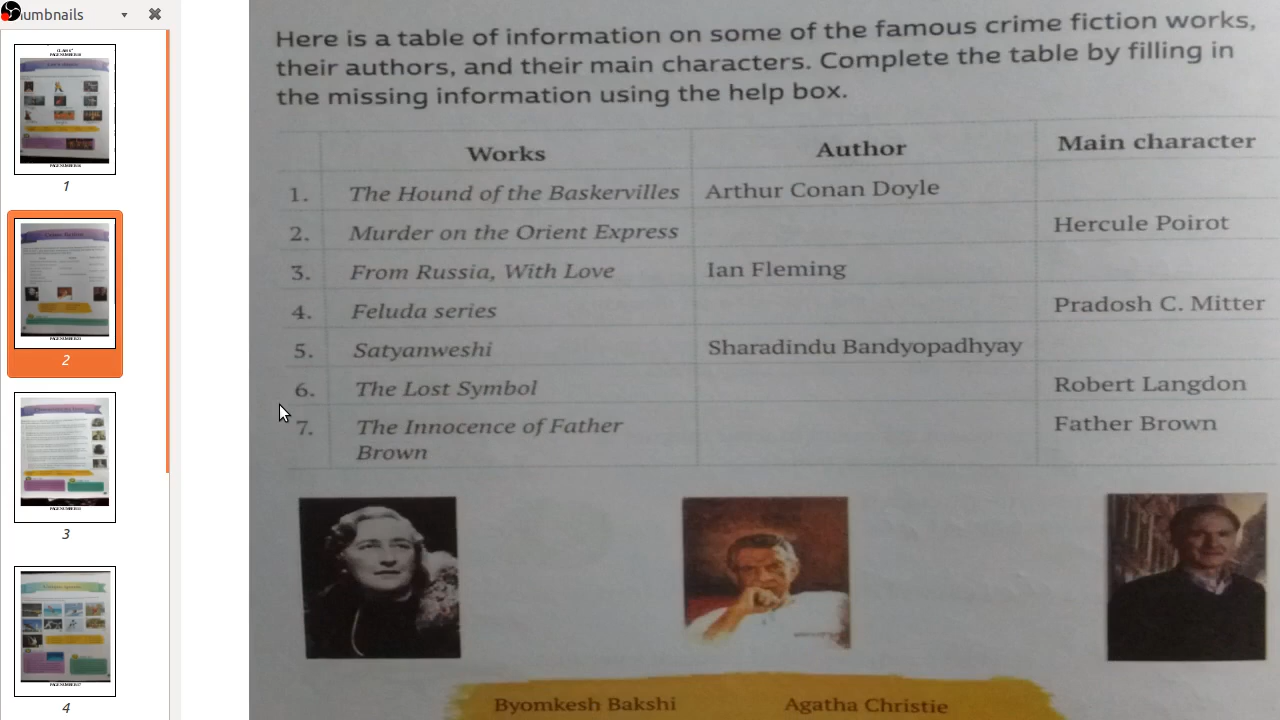 umbnails
1
2
3
4
Here is a table of information on some of the famous crime fiction works,
their authors, and their main characters. Complete the table by filling in
the missing information using the help box.
Works Author Main character
1. The Hound of the Baskervilles Arthur Conan Doyle
2. Murder on the Orient Express Hercule Poirot
3. From Russia, With Love Ian Fleming
4. Feluda series Pradosh C. Mitter
5. Satyanweshi Sharadindu Bandyopadhyay
6. The Lost Symbol Robert Langdon
7. The Innocence of Father Father Brown
Brown
Byomkesh Bakshi Agatha Christie